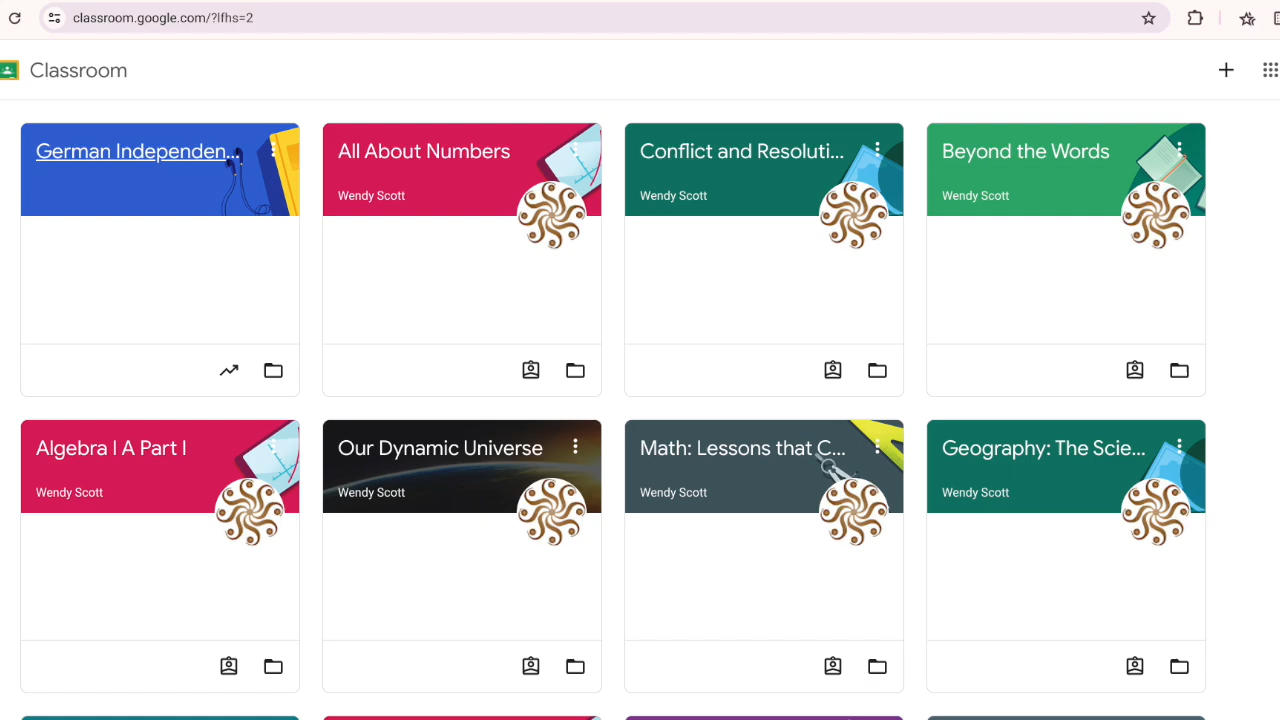 classroom.google.com/?lfhs=2
Classroom
German Independen...
All About Numbers
Wendy Scott
Conflict and Resoluti...
Wendy Scott
Beyond the Words
Wendy Scott
Algebra I A Part I
Wendy Scott
Our Dynamic Universe
Wendy Scott
Math: Lessons that C...
Wendy Scott
Geography: The Scie...
Wendy Scott